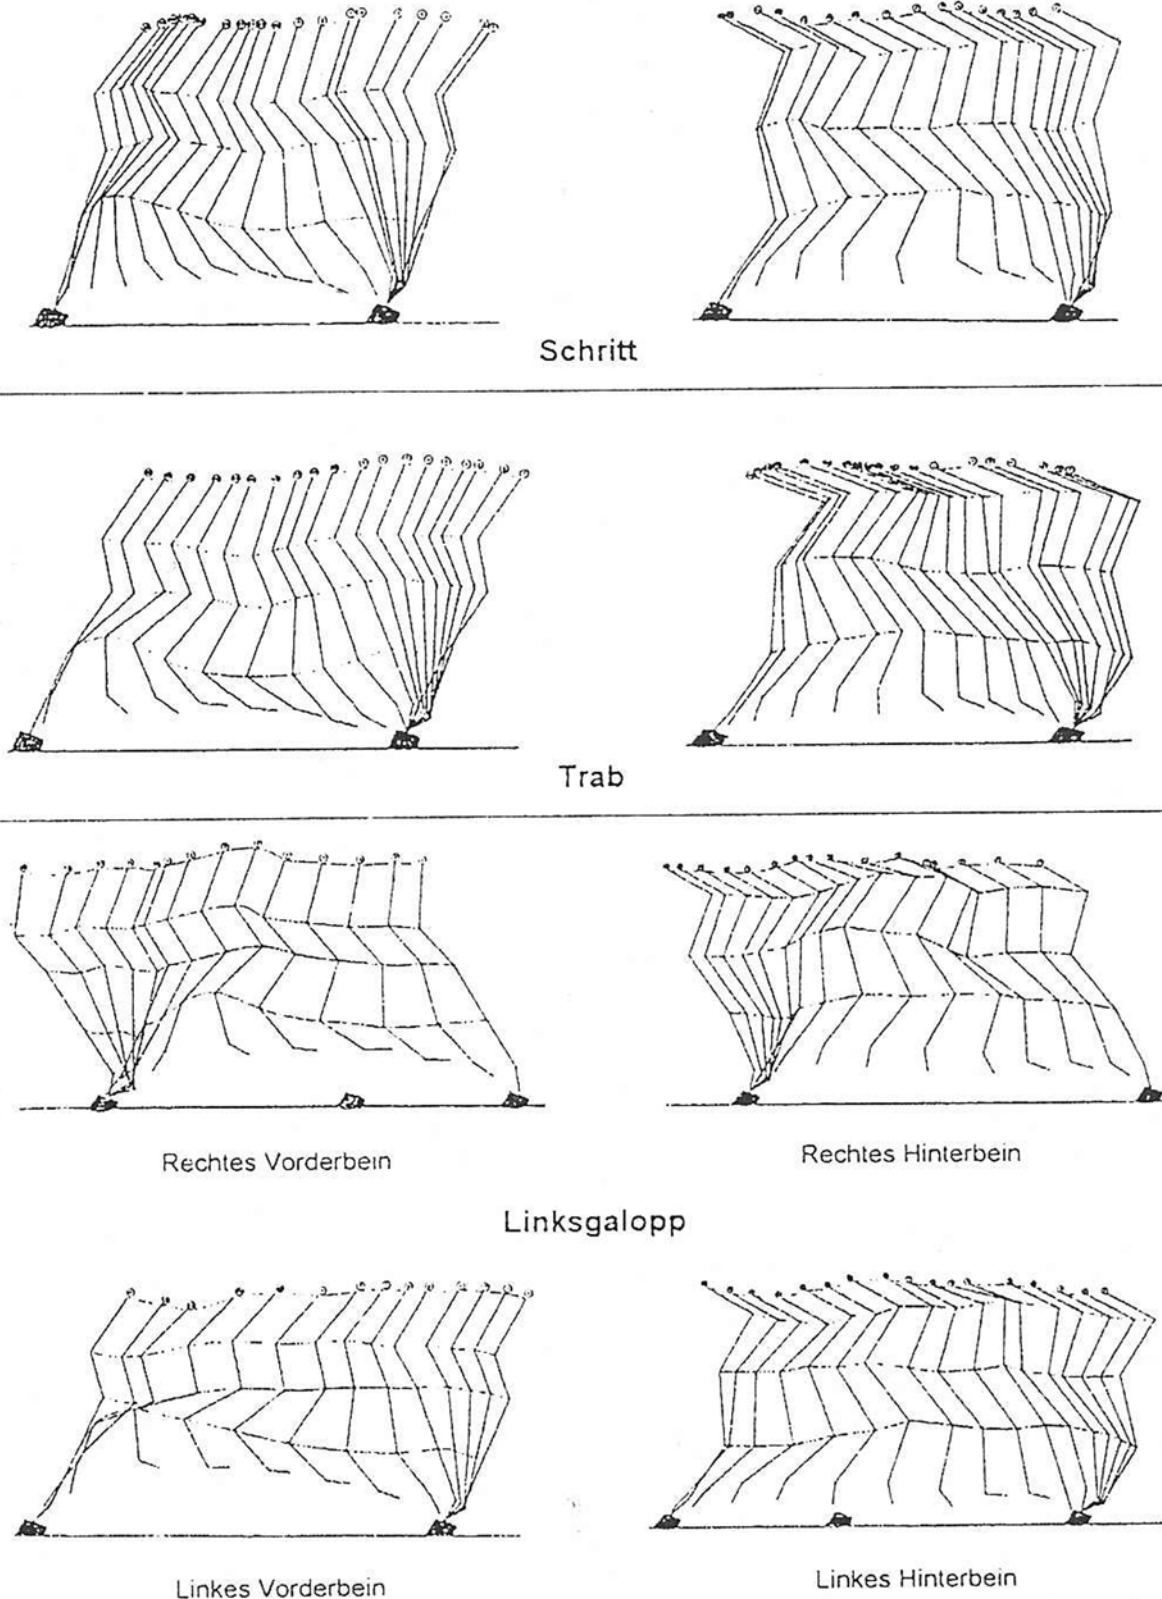 Schritt
Trab
Rechtes Vorderbein
Rechtes Hinterbein
Linksgalopp
Linkes Vorderbein
Linkes Hinterbein